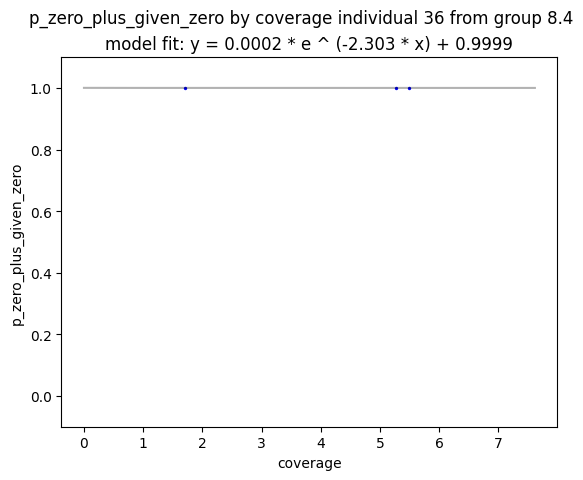 p_zero_plus_given_zero by coverage individual 36 from group 8.4
model fit: y = 0.0002 * e ^ (-2.303 * x) + 0.9999
p_zero_plus_given_zero
1.0
0.8
0.6
0.4
0.2
0.0
0 1 2 3 4 5 6 7
coverage